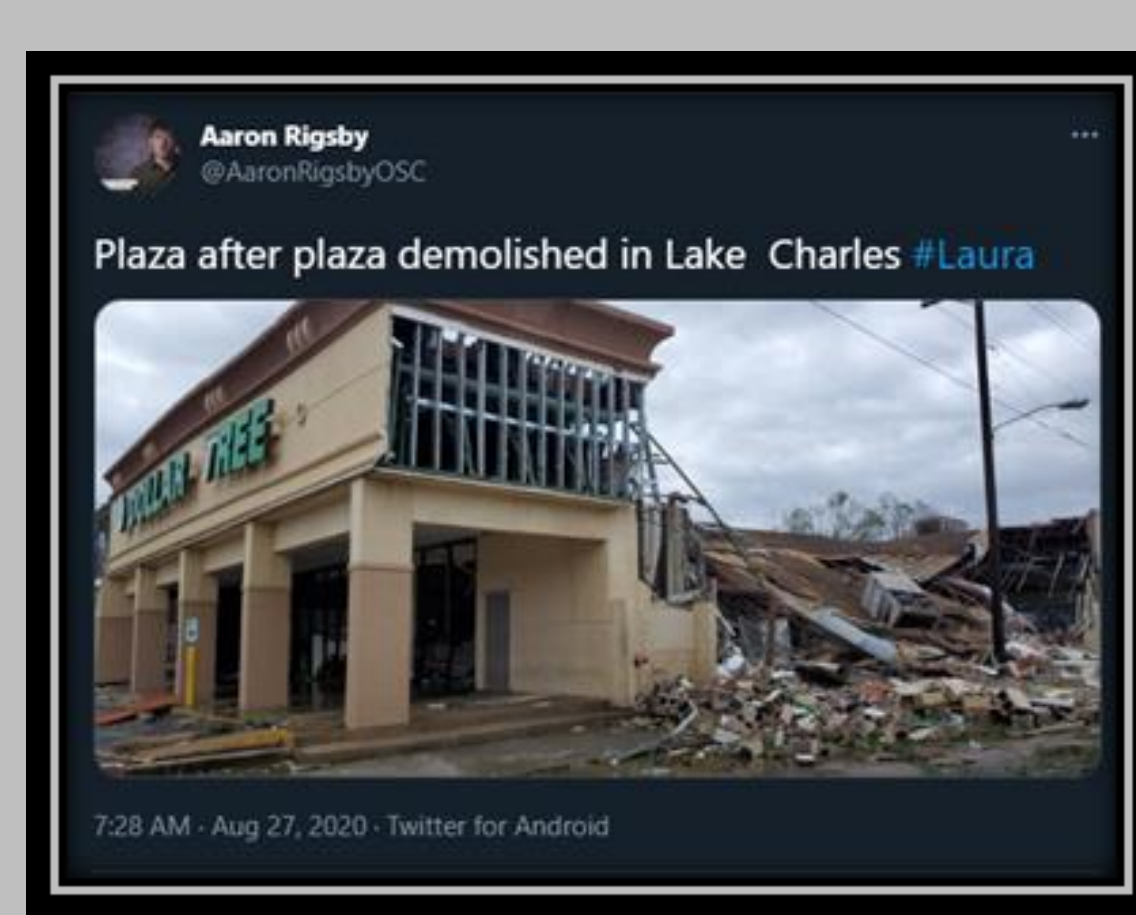 Aaron Rigsby
@AaronRigsbyOSC
Plaza after plaza demolished in Lake  Charles #Laura
DOLLAR TREE
7:28 AM · Aug 27, 2020 · Twitter for Android